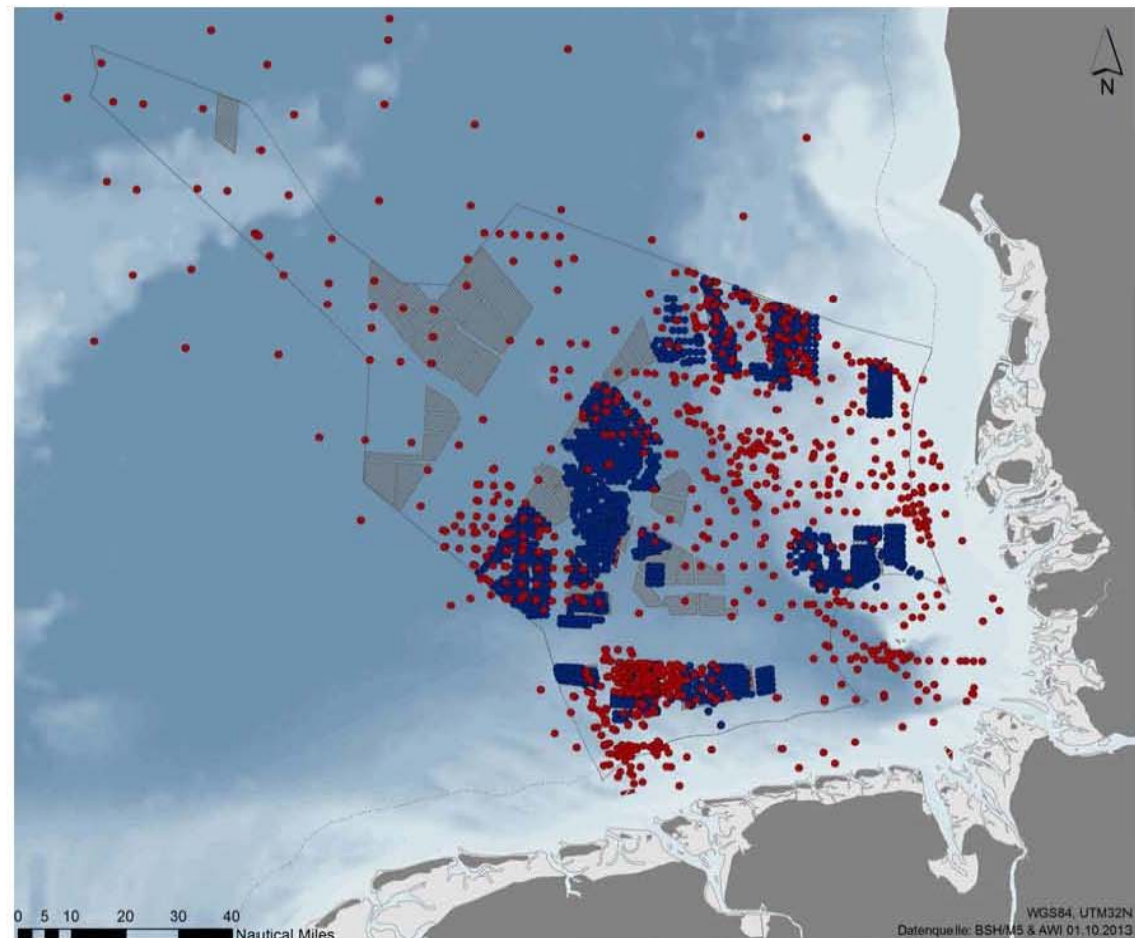 N
0 5 10 20 30 40
Nautical Miles
WGS84, UTM32N
Datenquelle: BSH/M5 & AWI 01.10.2013